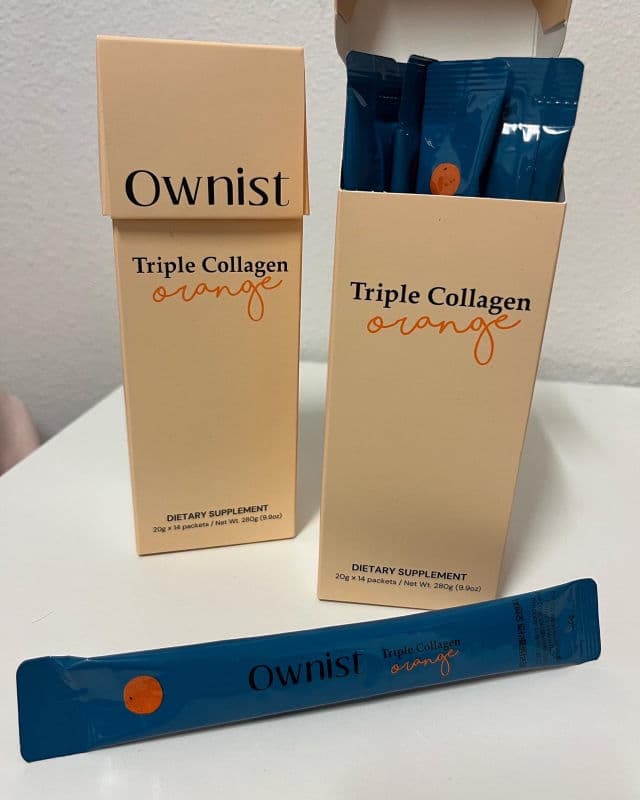 Ownist
Triple Collagen
orange
DIETARY SUPPLEMENT
20g x 14 packets / Net Wt. 280g (9.9oz)
Triple Collagen
orange
DIETARY SUPPLEMENT
20g x 14 packets / Net Wt. 280g (9.9oz)
Ownist
Triple Collagen
orange